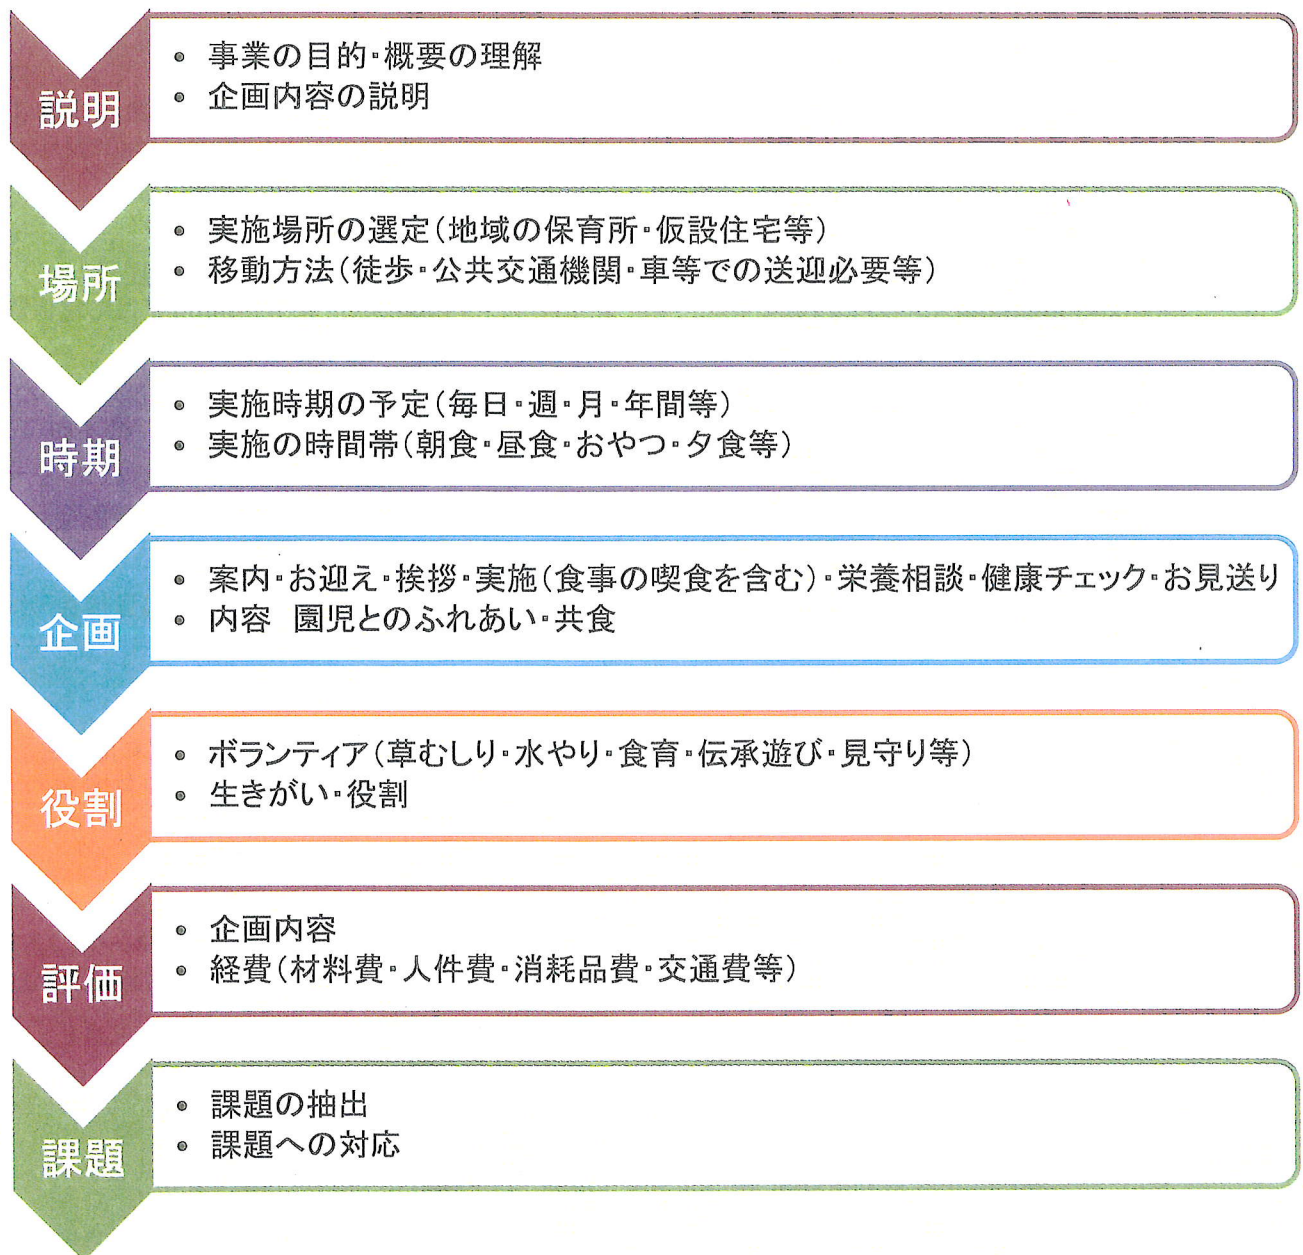 説明
• 事業の目的・概要の理解
• 企画内容の説明
場所
• 実施場所の選定(地域の保育所・仮設住宅等)
• 移動方法(徒歩・公共交通機関・車等での送迎必要等)
時期
• 実施時期の予定(毎日・週・月・年間等)
• 実施の時間帯(朝食・昼食・おやつ・夕食等)
企画
• 案内・お迎え・挨拶・実施(食事の喫食を含む)・栄養相談・健康チェック・お見送り
• 内容 園児とのふれあい・共食
役割
• ボランティア(草むしり・水やり・食育・伝承遊び・見守り等)
• 生きがい・役割
評価
• 企画内容
• 経費(材料費・人件費・消耗品費・交通費等)
課題
• 課題の抽出
• 課題への対応